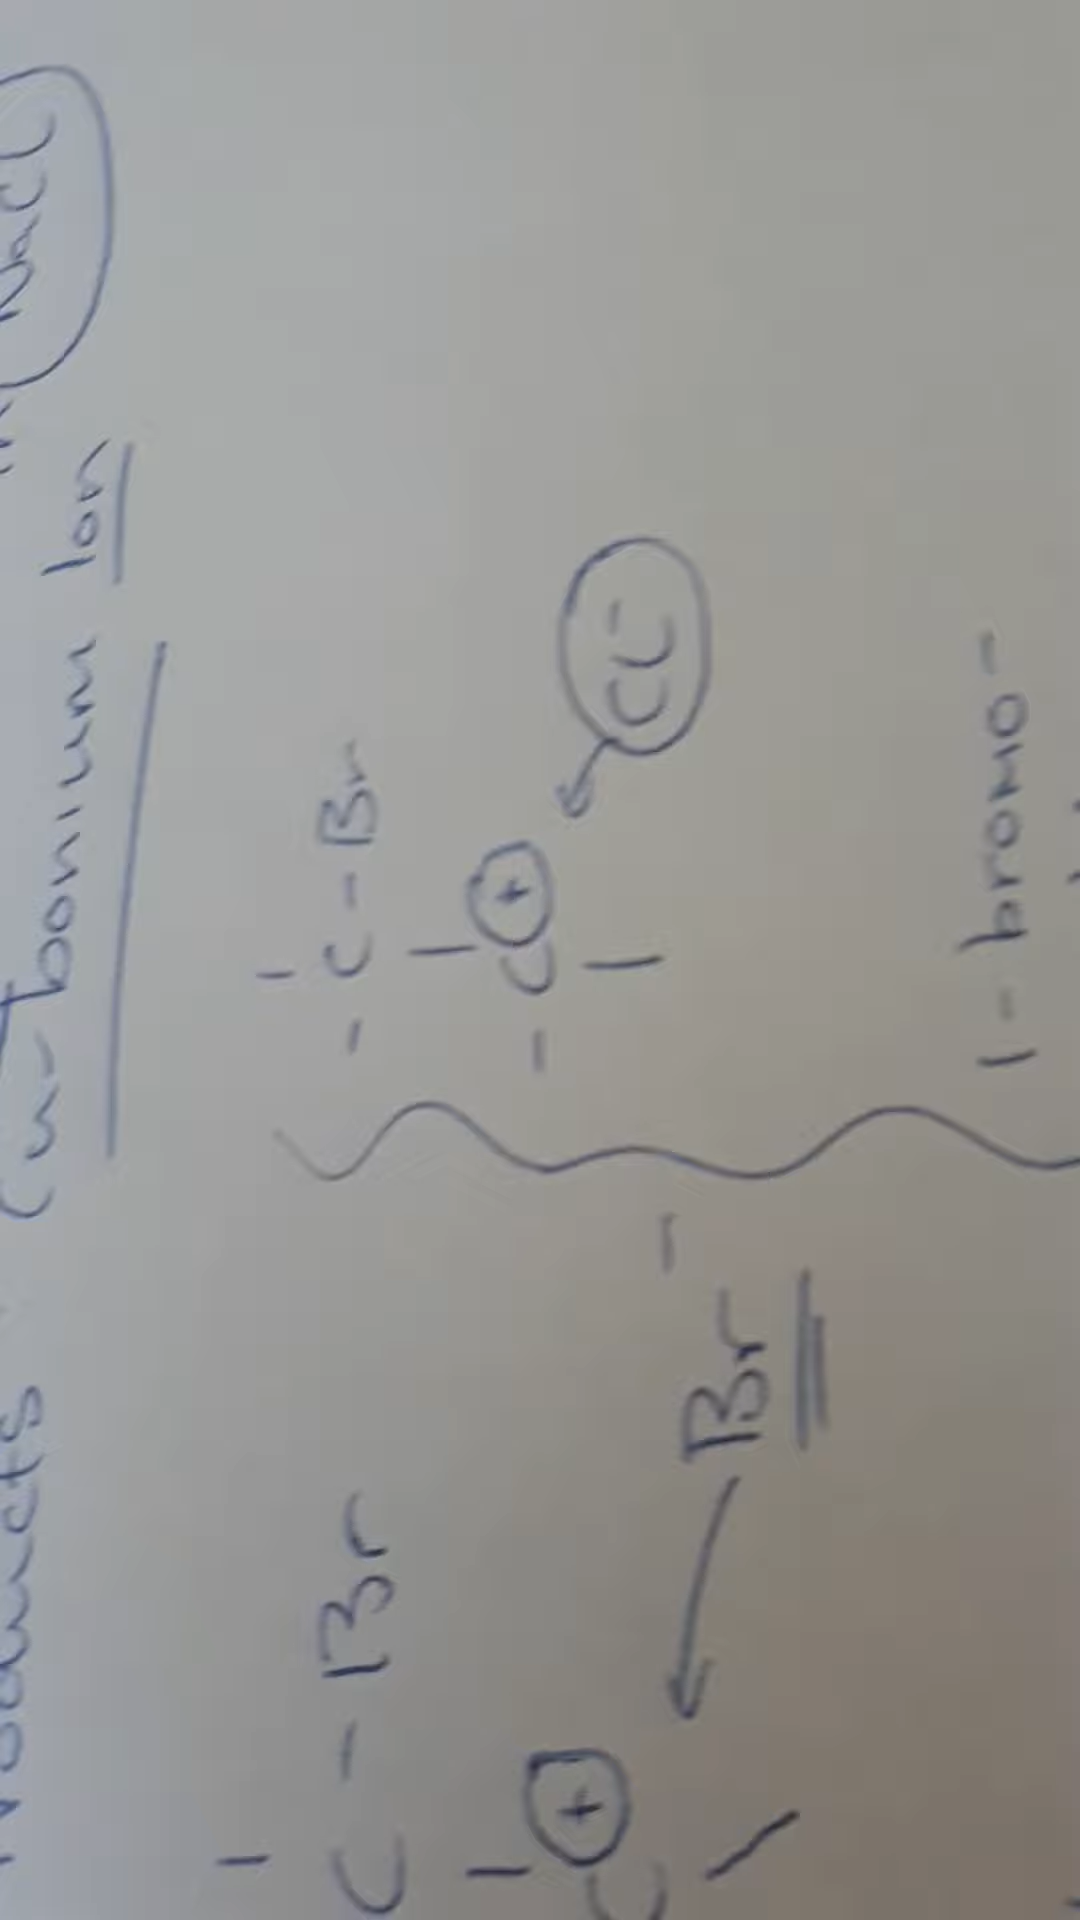 NaCl
Products Carbonium Ion
C - Br
- C - Br
C +
- C +
Br -
Cl -
1 - bromo -